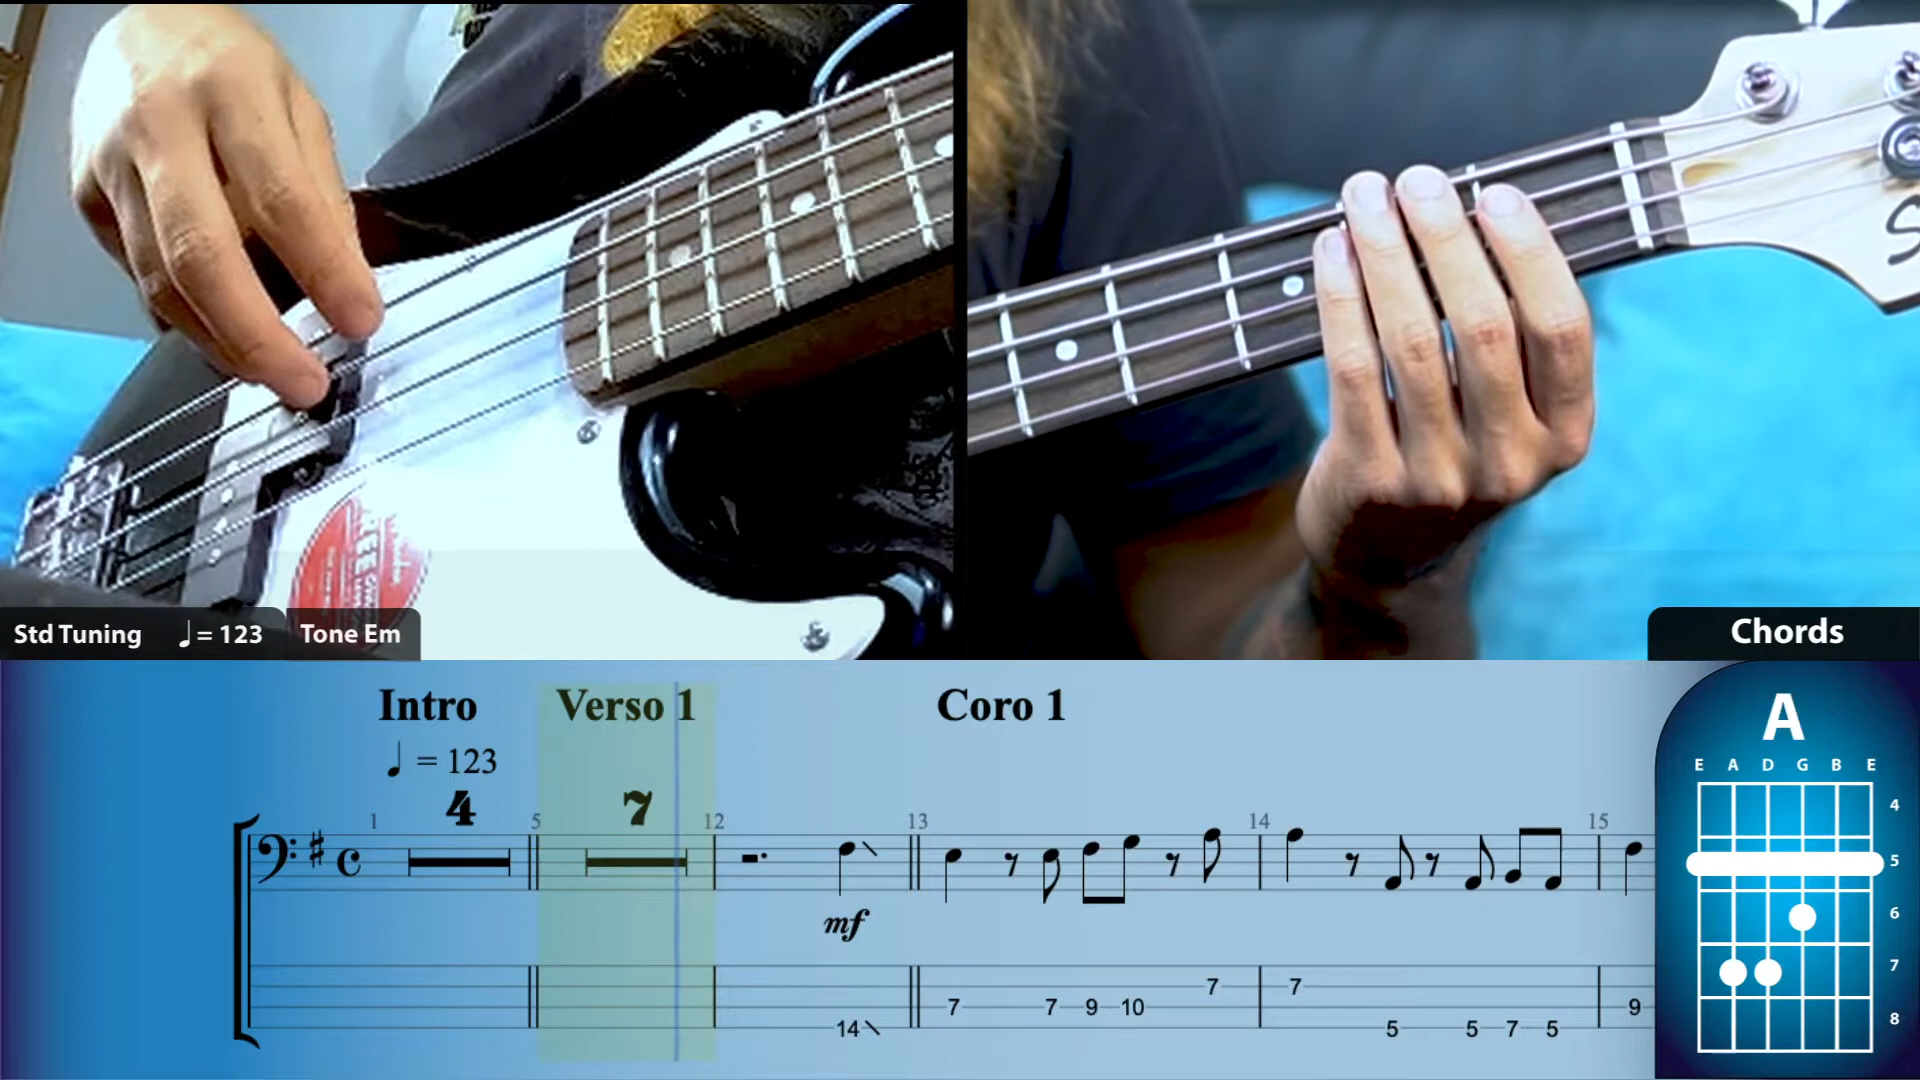 Std Tuning ♩ = 123 Tone Em
Chords
Intro
Verso 1
Coro 1
♩ = 123
4
7
1
5
12
13
14
15
mf
7
7
7 7 9 10
9
14
5 5 7 5
A
E A D G B E
4
5
6
7
8
S